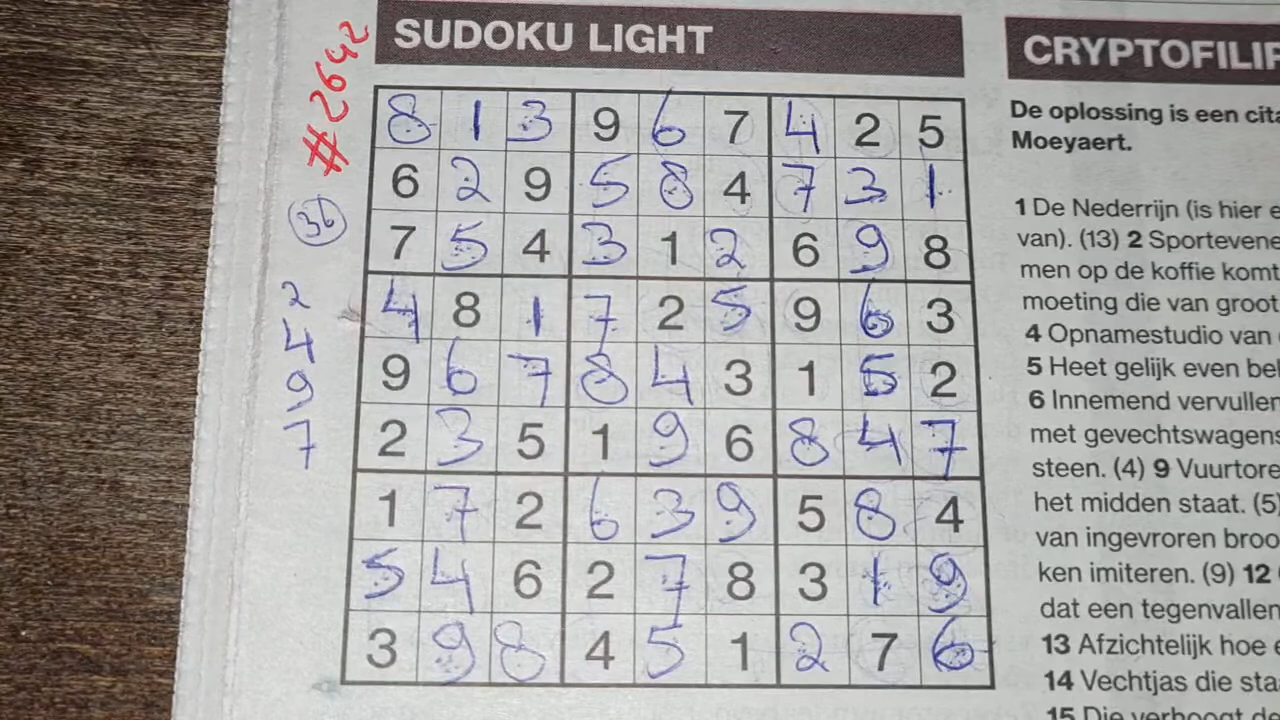 SUDOKU LIGHT
#2692
36
7942
8 1 3 9 6 7 4 2 5
6 2 9 5 8 4 7 3 1
7 5 4 3 1 2 6 9 8
4 8 1 7 2 5 9 6 3
9 6 7 8 4 3 1 5 2
2 3 5 1 9 6 8 4 7
1 7 2 6 3 9 5 8 4
5 4 6 2 7 8 3 1 9
3 9 8 4 5 1 2 7 6
CRYPTOFILIP
De oplossing is een cita
Moeyaert.
1 De Nederrijn (is hier e
van). (13) 2 Sportevene
men op de koffie komt
moeting die van groot
4 Opnamestudio van
5 Heet gelijk even bel
6 Innemend vervuller
met gevechtswagens
steen. (4) 9 Vuurtore
het midden staat. (5)
van ingevroren broo
ken imiteren. (9) 12
dat een tegenvallen
13 Afzichtelijk hoe e
14 Vechtjas die sta
15 Die verhoogt de